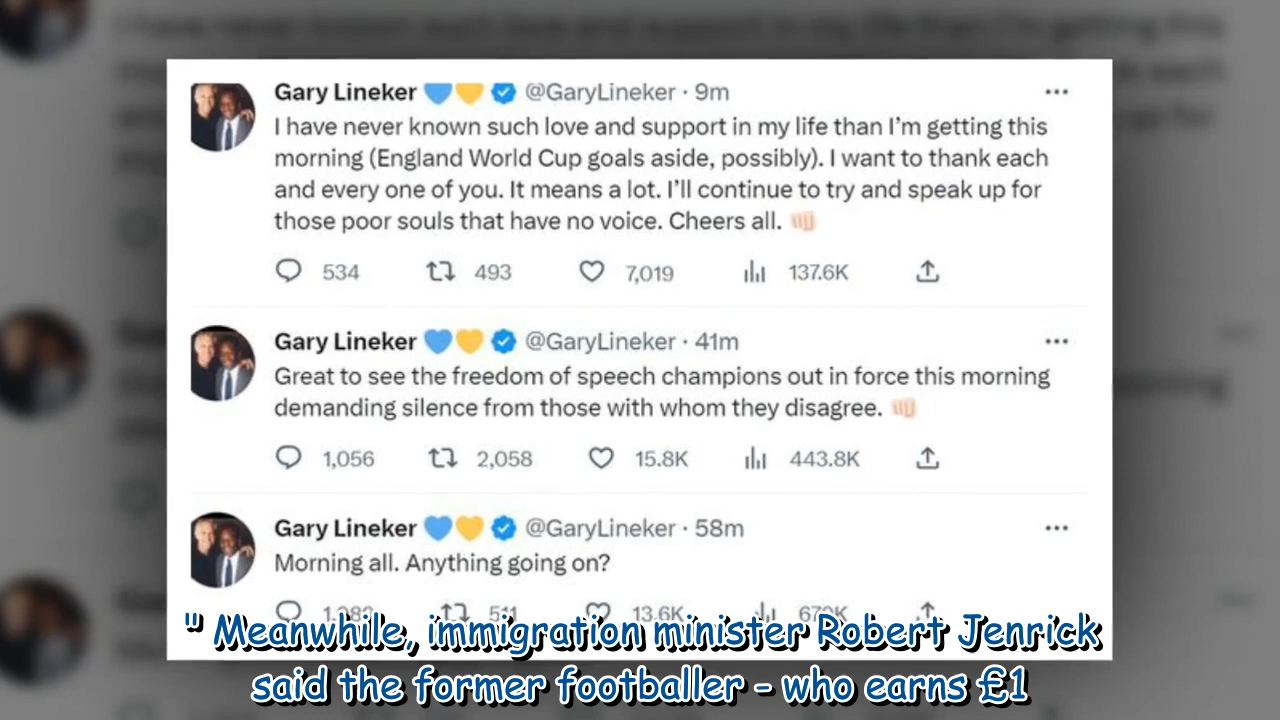 Gary Lineker 💙💛 @GaryLineker · 9m
I have never known such love and support in my life than I'm getting this
morning (England World Cup goals aside, possibly). I want to thank each
and every one of you. It means a lot. I'll continue to try and speak up for
those poor souls that have no voice. Cheers all. 👊🏻
534 493 7,019 137.6K
Gary Lineker 💙💛 @GaryLineker · 41m
Great to see the freedom of speech champions out in force this morning
demanding silence from those with whom they disagree. 👊🏻
1,056 2,058 15.8K 443.8K
Gary Lineker 💙💛 @GaryLineker · 58m
Morning all. Anything going on?
13.6K
" Meanwhile, immigration minister Robert Jenrick
said the former footballer - who earns £1